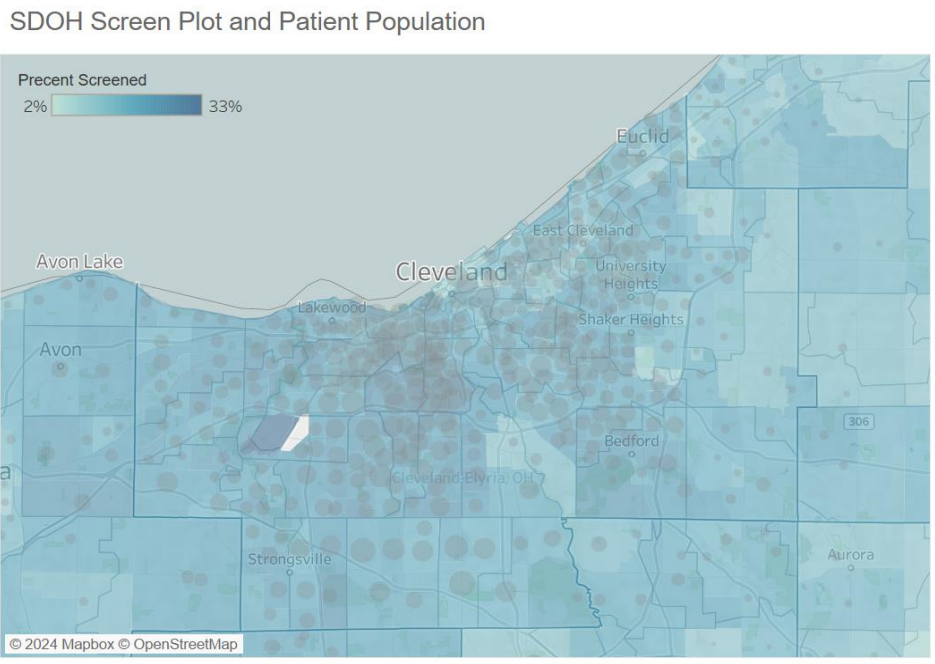 SDOH Screen Plot and Patient Population
Precent Screened
2% 33%
Euclid
East Cleveland
Avon Lake
Cleveland
University
Heights
Lakewood
Shaker Heights
Avon
306
Bedford
a
Cleveland-Elyria, OH
Strongsville
Aurora
© 2024 Mapbox © OpenStreetMap